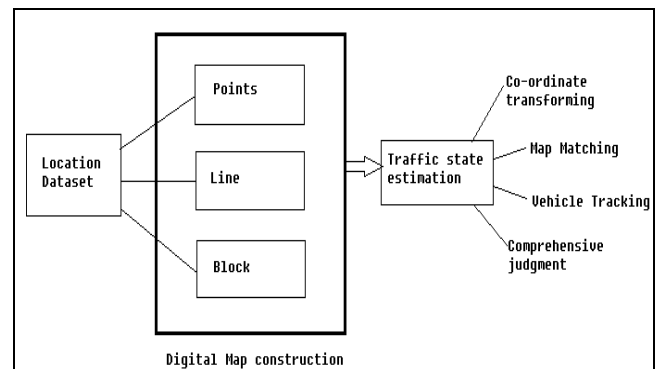 Location
Dataset
Points
Line
Block
Digital Map construction
Traffic state
estimation
Co-ordinate
transforming
Map Matching
Vehicle Tracking
Comprehensive
judgment